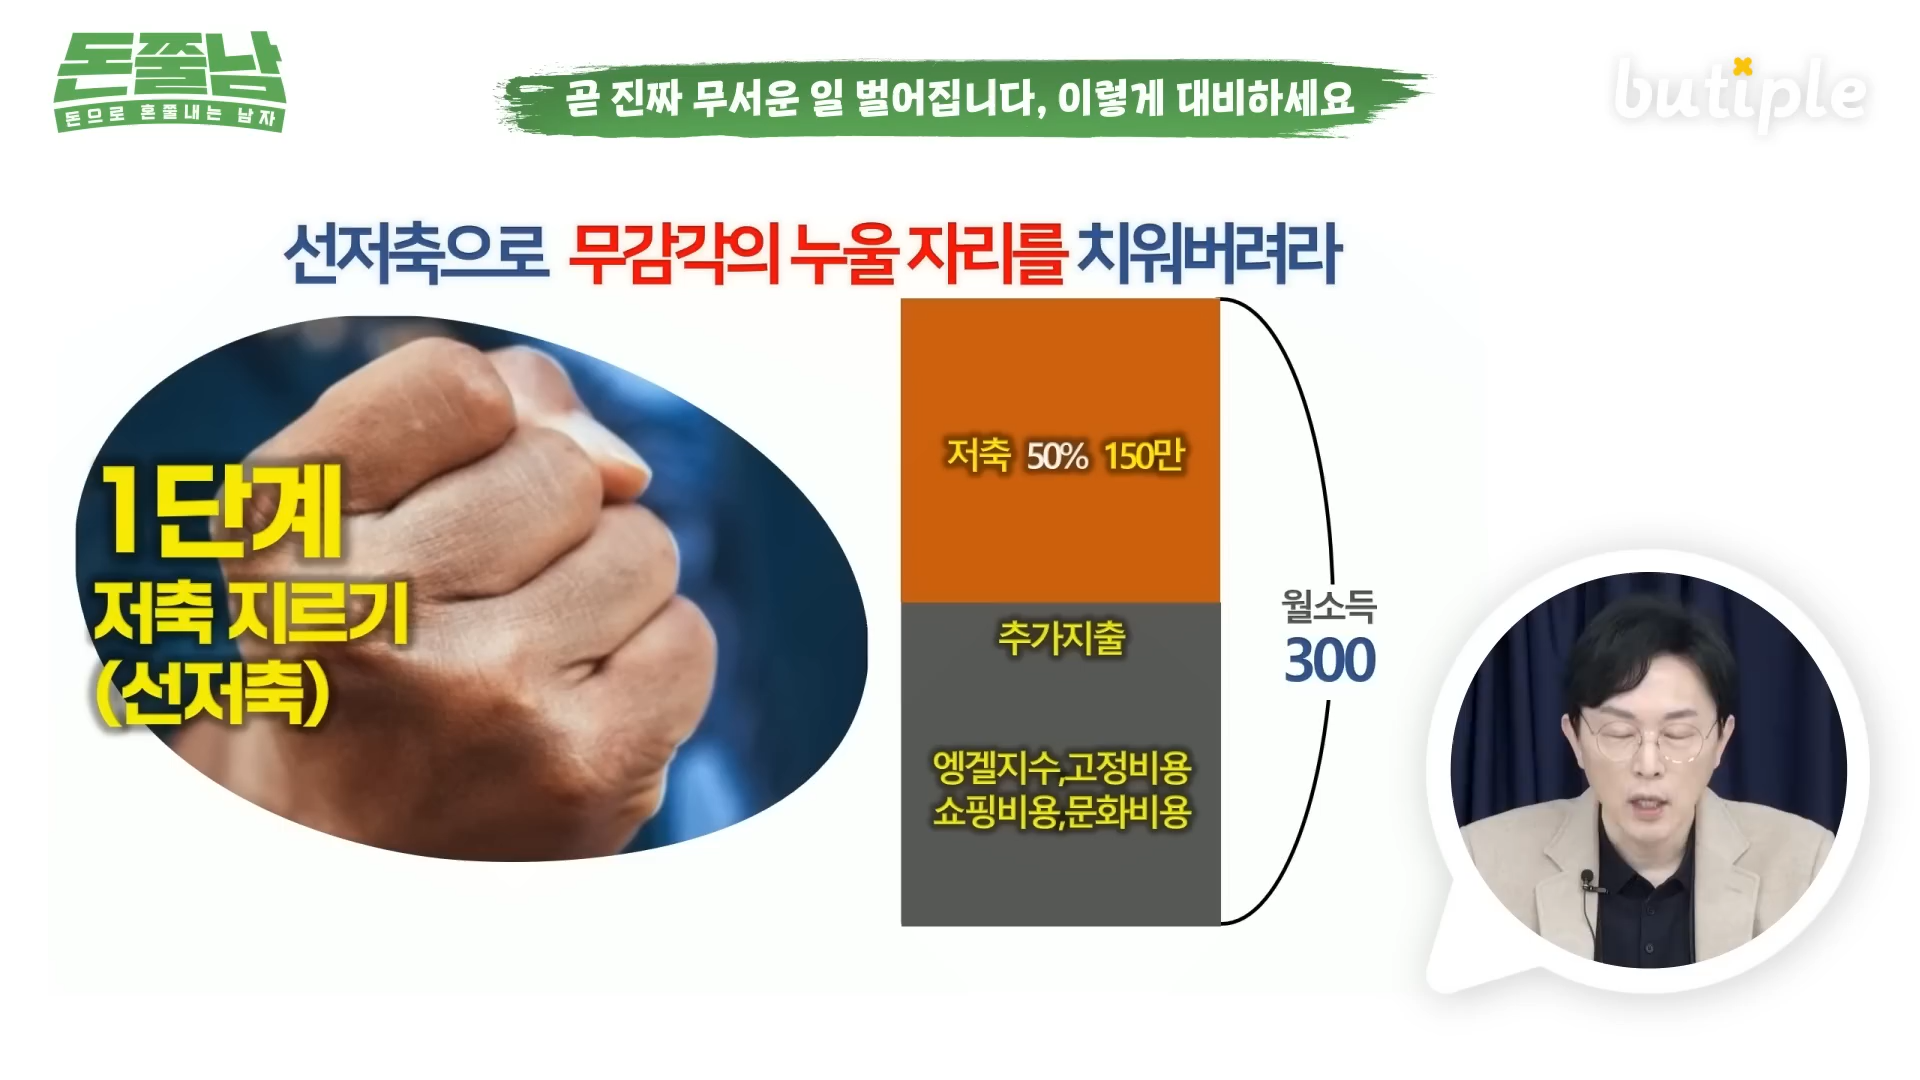 돈쭐남
돈으로 혼쭐내는 남자
곧 진짜 무서운 일 벌어집니다, 이렇게 대비하세요
butiple
선저축으로 무감각의 누울 자리를 치워버려라
1단계
저축 지르기
(선저축)
저축 50% 150만
추가지출
엥겔지수,고정비용
쇼핑비용,문화비용
월소득
300